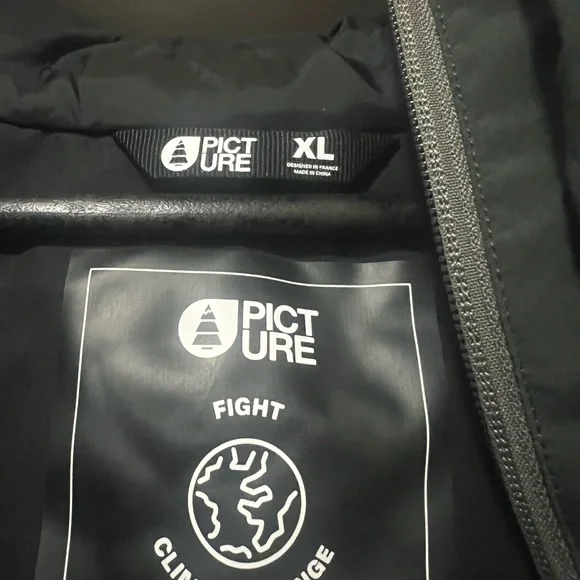 PICT
URE
XL
DESIGNED IN FRANCE
MADE IN CHINA
PICT
URE
FIGHT